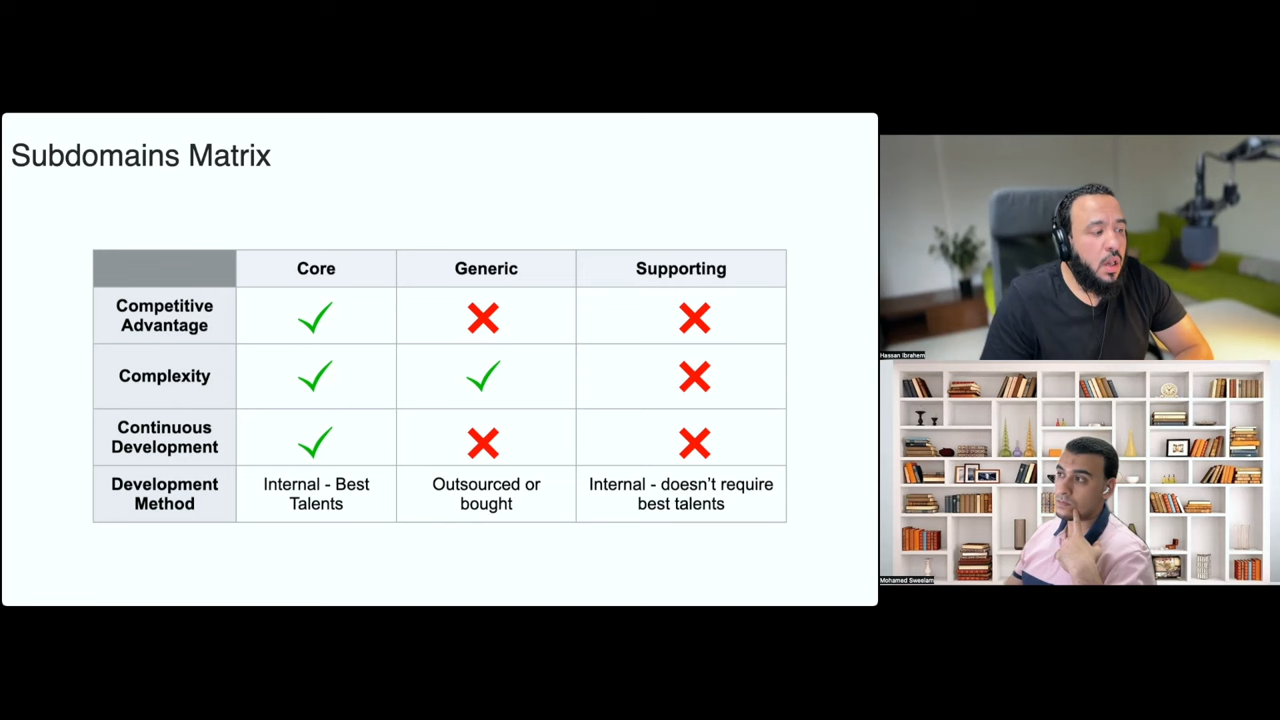 Subdomains Matrix
Core
Generic
Supporting
Competitive
Advantage
Complexity
Continuous
Development
Development
Method
Internal - Best
Talents
Outsourced or
bought
Internal - doesn't require
best talents
Hassan Ibrahem
Mohamed Sweelam